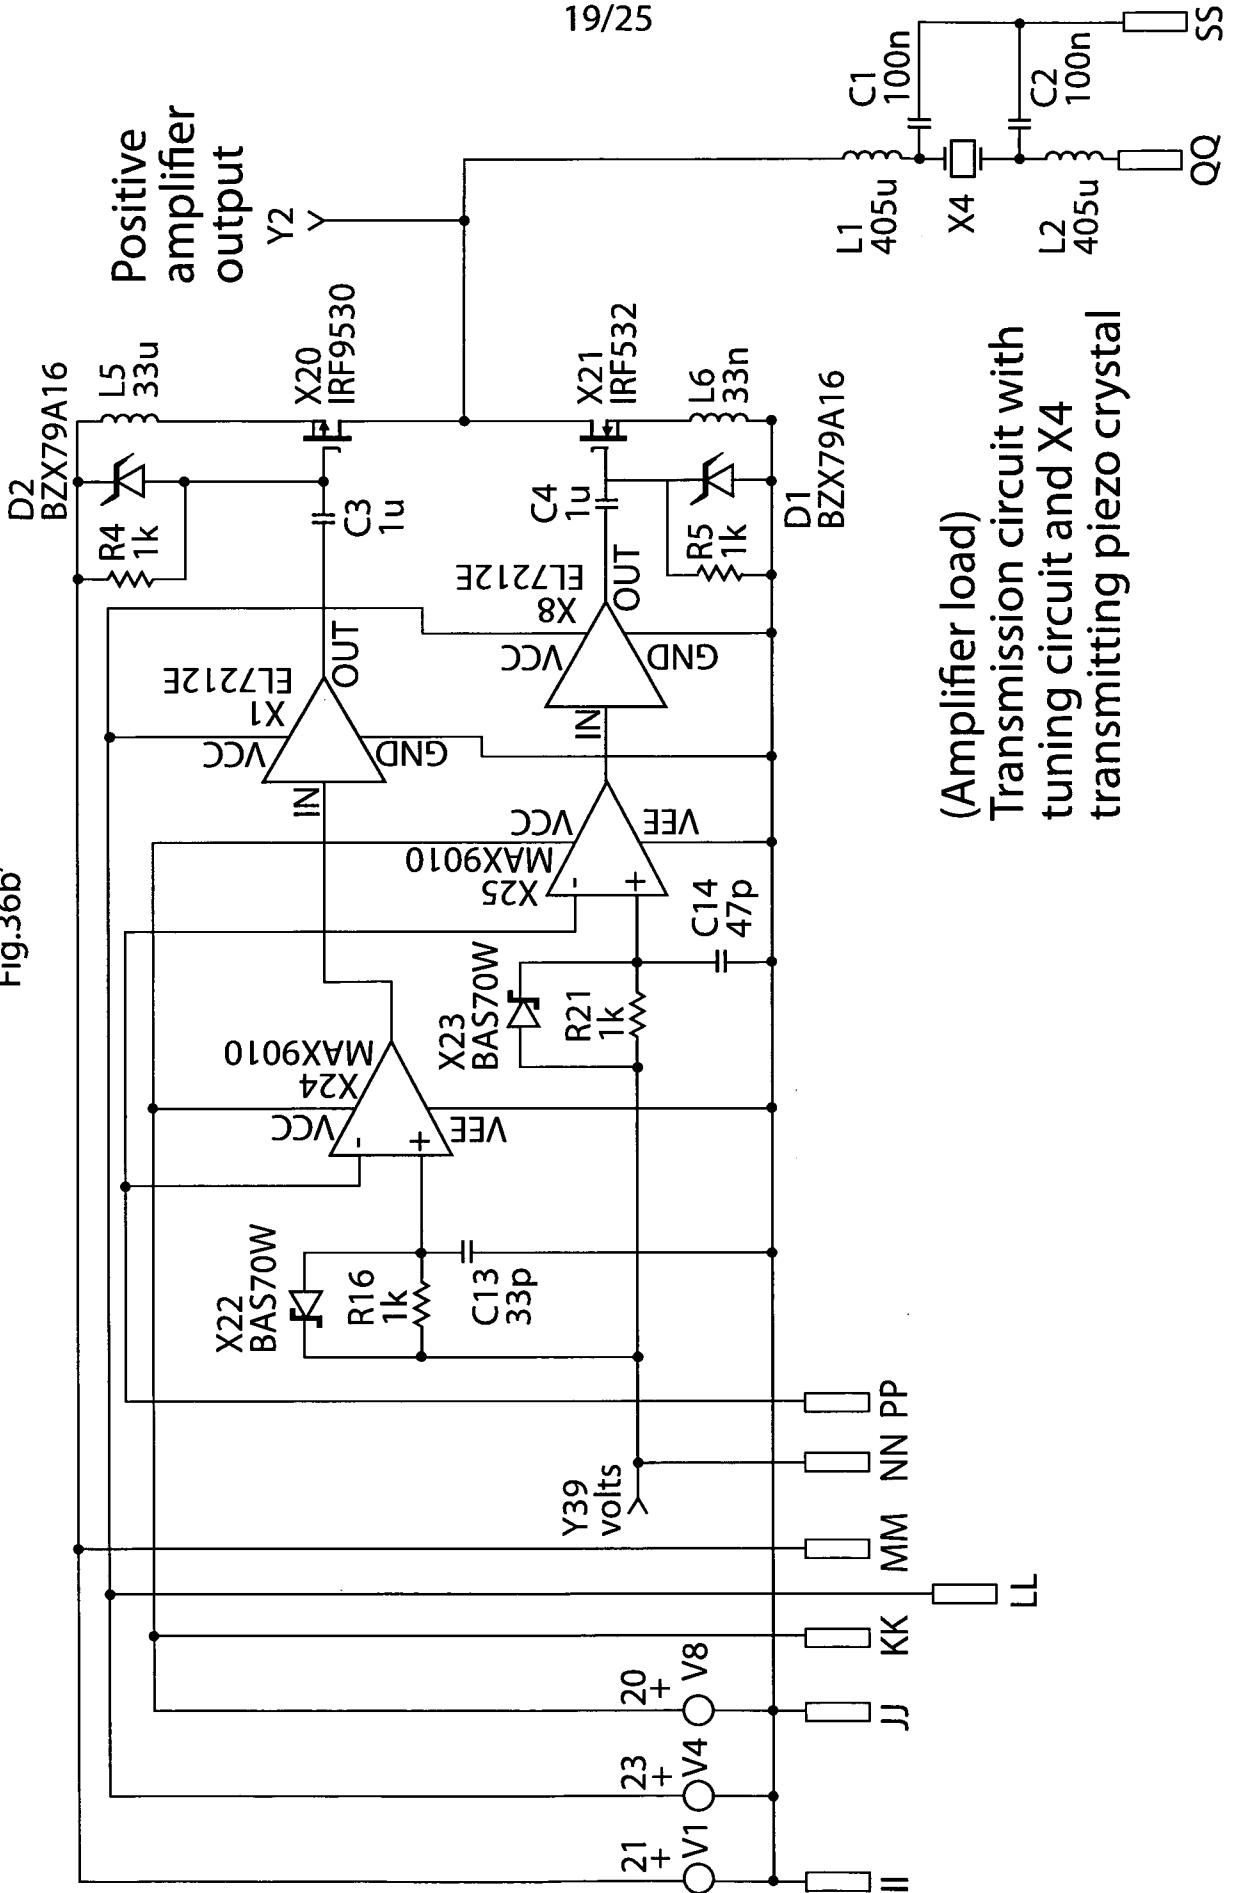 19/25
Fig.36b
Positive
amplifier
output
Y2
D2
BZX79A16
R4
1k
L5
33u
X20
IRF9530
C3
1u
X1
EL7212E
VCC
GND
IN
OUT
X8
EL7212E
VCC
GND
IN
OUT
C4
1u
X21
IRF532
L6
33n
R5
1k
D1
BZX79A16
C1
100n
C2
100n
L1
405u
X4
L2
405u
SS
QQ
X24
MAX9010
VCC
VEE
-
+
X25
MAX9010
VCC
VEE
-
+
C14
47p
X23
BAS70W
R21
1k
X22
BAS70W
R16
1k
C13
33p
Y39
volts
21
+
V1
23
+
V4
20
+
V8
II
JJ
KK
LL
MM
NN
PP
(Amplifier load)
Transmission circuit with
tuning circuit and X4
transmitting piezo crystal